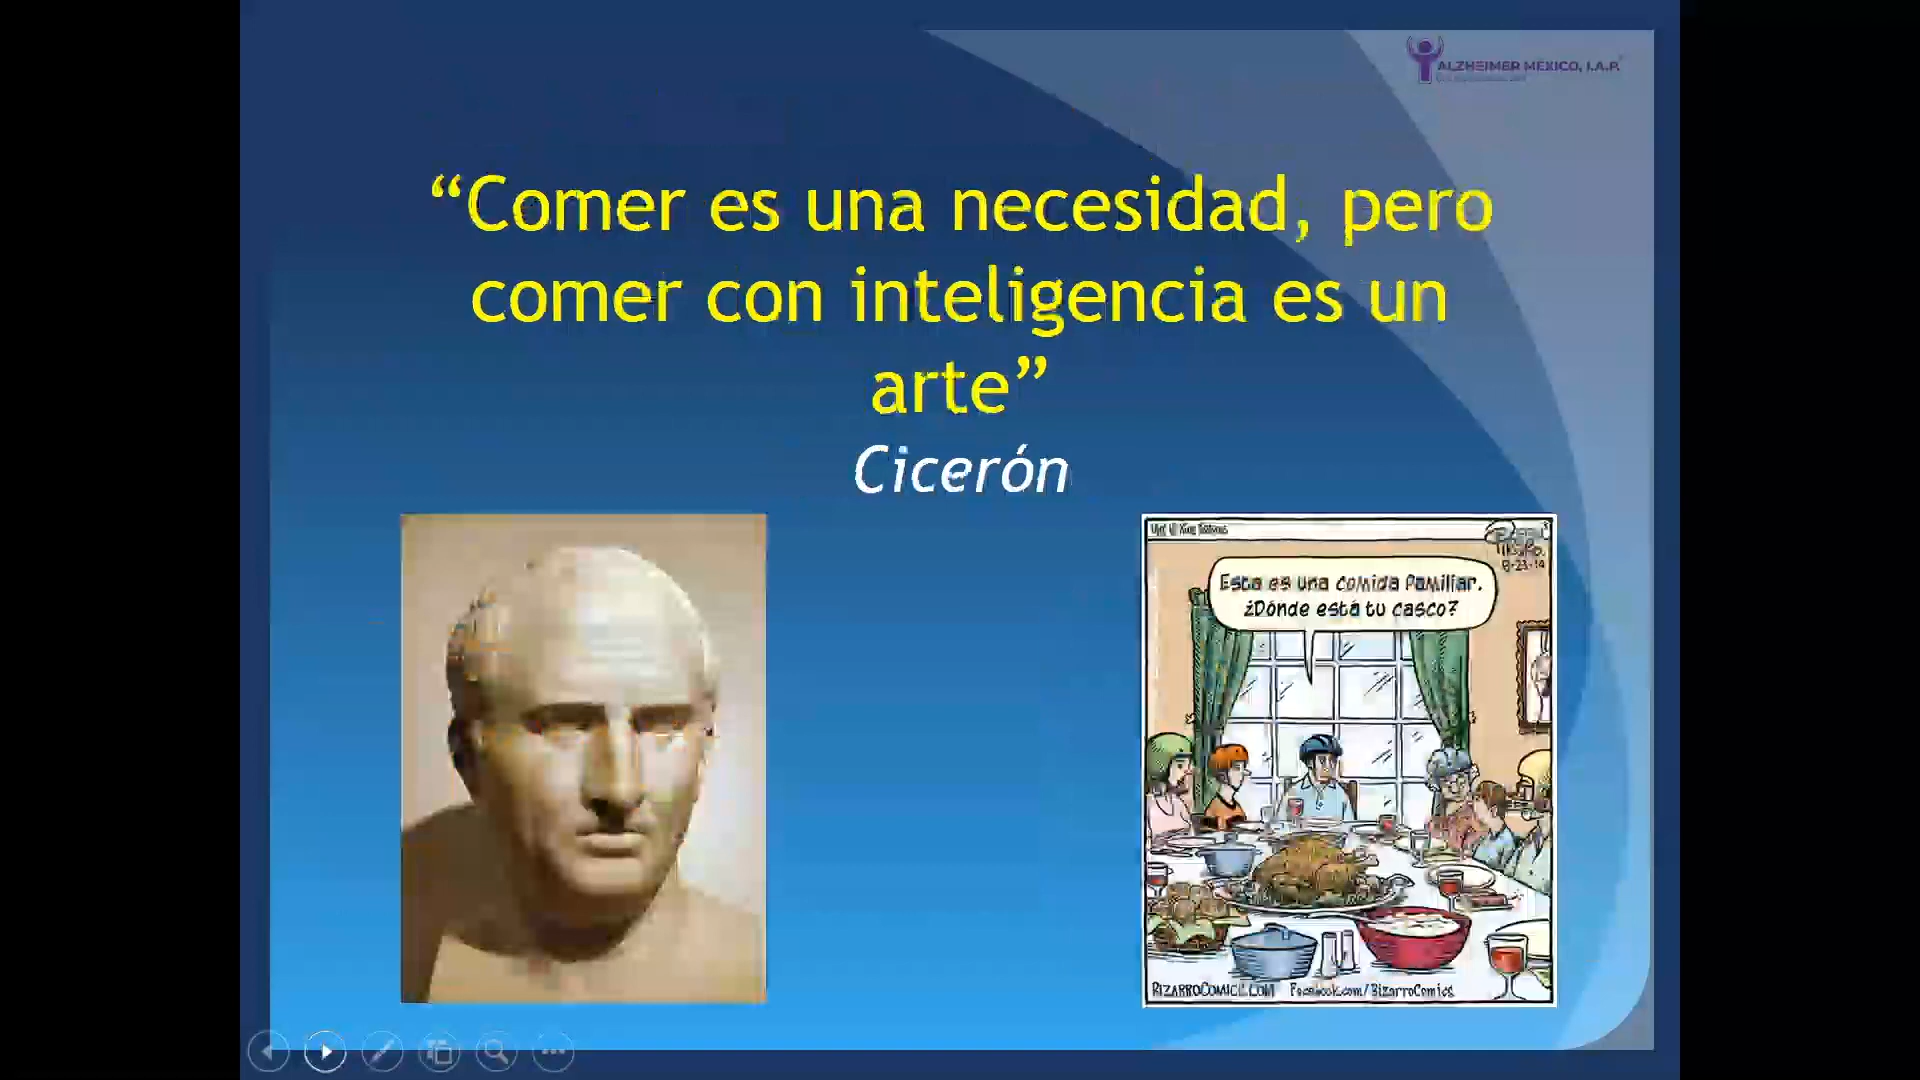 ALZHEIMER MÉXICO, I.A.P.
“Comer es una necesidad, pero
comer con inteligencia es un
arte”
Cicerón
Esta es una comida familiar.
¿Dónde está tu casco?
BIZARROCOMICS.COM Facebook.com/BizarroComics